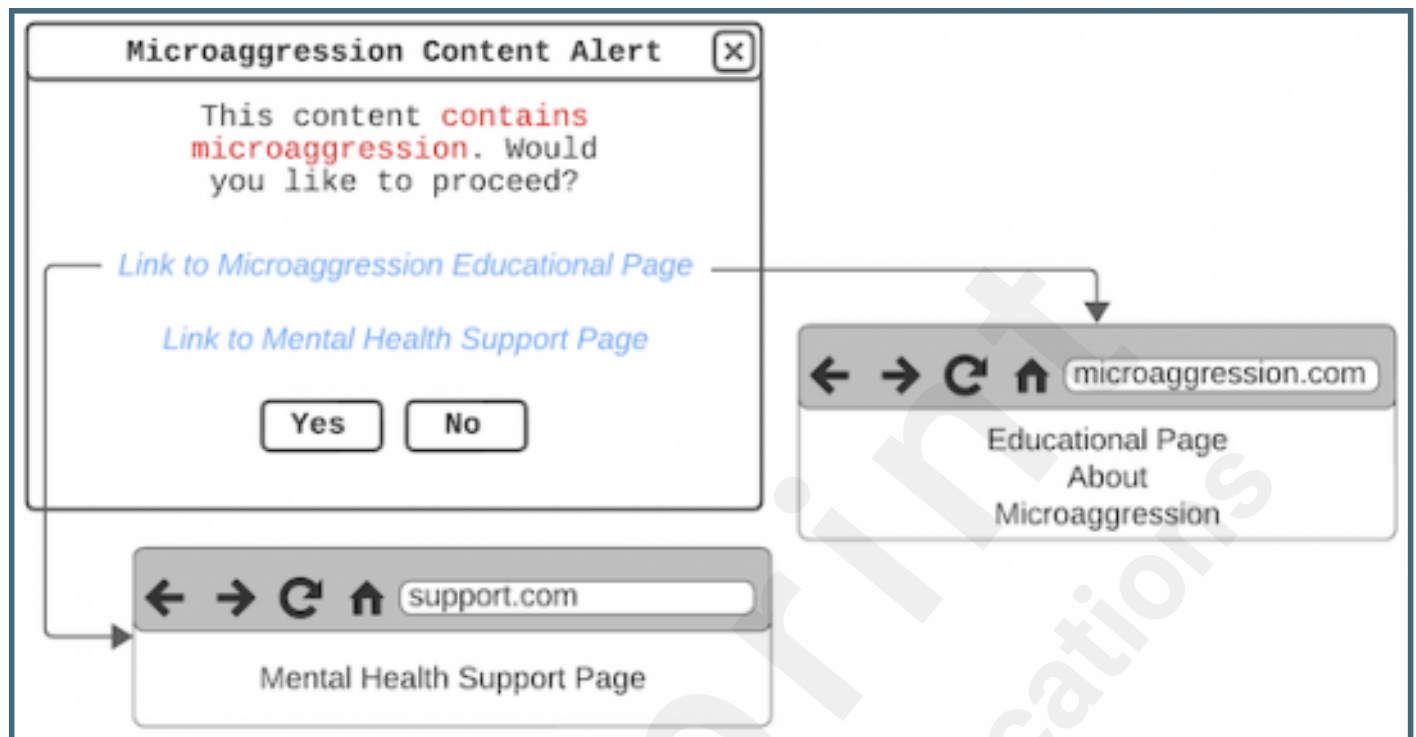 Microaggression Content Alert
This content contains
microaggression. Would
you like to proceed?
Link to Microaggression Educational Page
Link to Mental Health Support Page
Yes No
microaggression.com
Educational Page
About
Microaggression
support.com
Mental Health Support Page